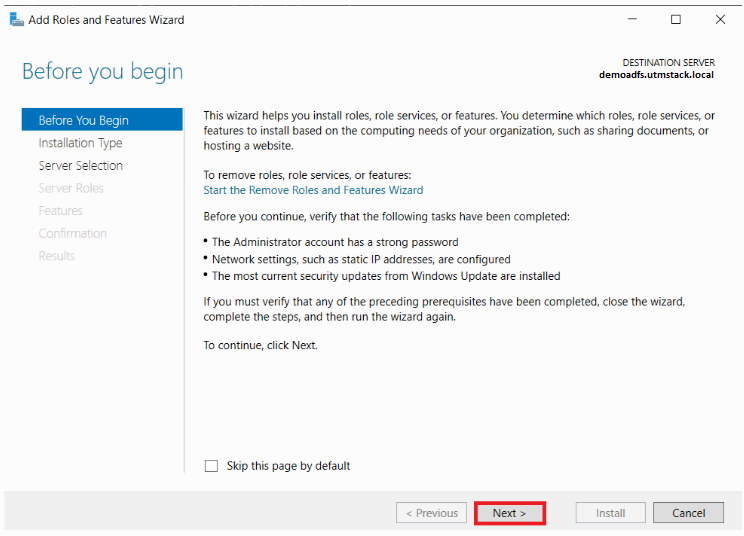 Add Roles and Features Wizard
Before you begin
DESTINATION SERVER
demoadfs.utmstack.local
Before You Begin
Installation Type
Server Selection
Server Roles
Features
Confirmation
Results
This wizard helps you install roles, role services, or features. You determine which roles, role services, or
features to install based on the computing needs of your organization, such as sharing documents, or
hosting a website.
To remove roles, role services, or features:
Start the Remove Roles and Features Wizard
Before you continue, verify that the following tasks have been completed:
• The Administrator account has a strong password
• Network settings, such as static IP addresses, are configured
• The most current security updates from Windows Update are installed
If you must verify that any of the preceding prerequisites have been completed, close the wizard,
complete the steps, and then run the wizard again.
To continue, click Next.
Skip this page by default
< Previous
Next >
Install
Cancel